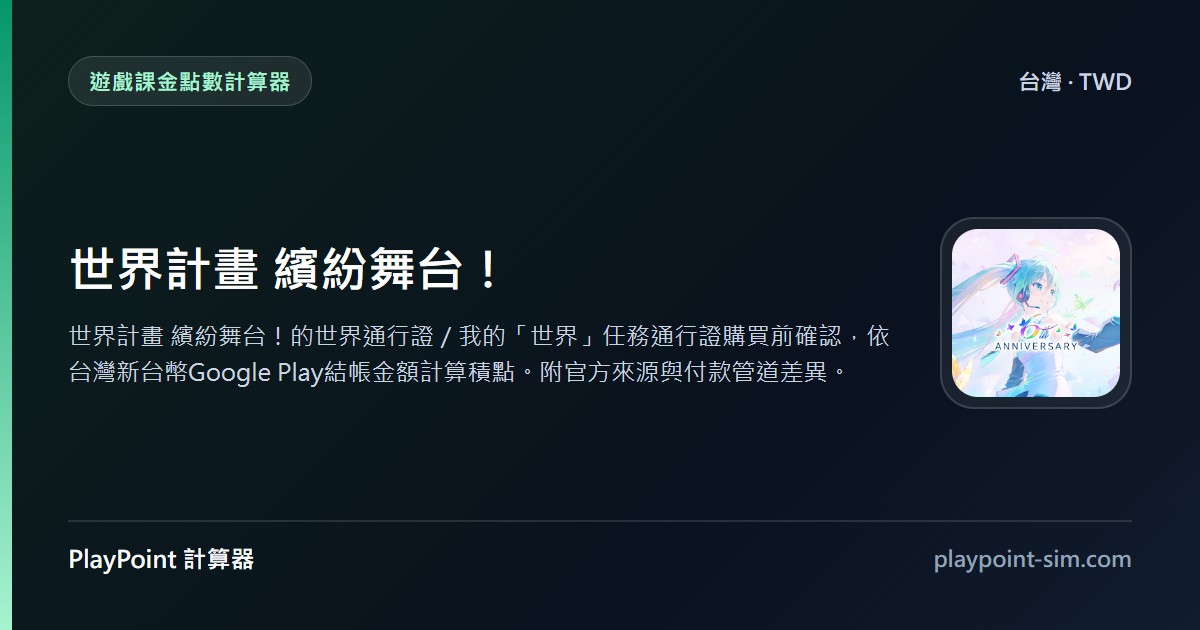 遊戲課金點數計算器
台灣 · TWD
世界計畫 繽紛舞台！
世界計畫 繽紛舞台！的世界通行證 / 我的「世界」任務通行證購買前確認，依
台灣新台幣Google Play結帳金額計算積點。附官方來源與付款管道差異。
6th
ANNIVERSARY
PlayPoint 計算器
playpoint-sim.com